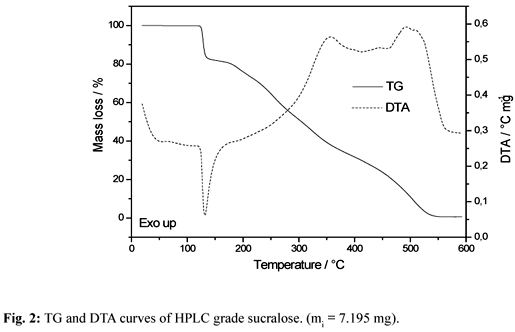 100
80
60
40
20
0
Mass loss / %
TG
DTA
Exo up
0,6
0,5
0,4
0,3
0,2
0,1
0,0
DTA / °C mg
0 100 200 300 400 500 600
Temperature / °C
Fig. 2: TG and DTA curves of HPLC grade sucralose. (mi = 7.195 mg).